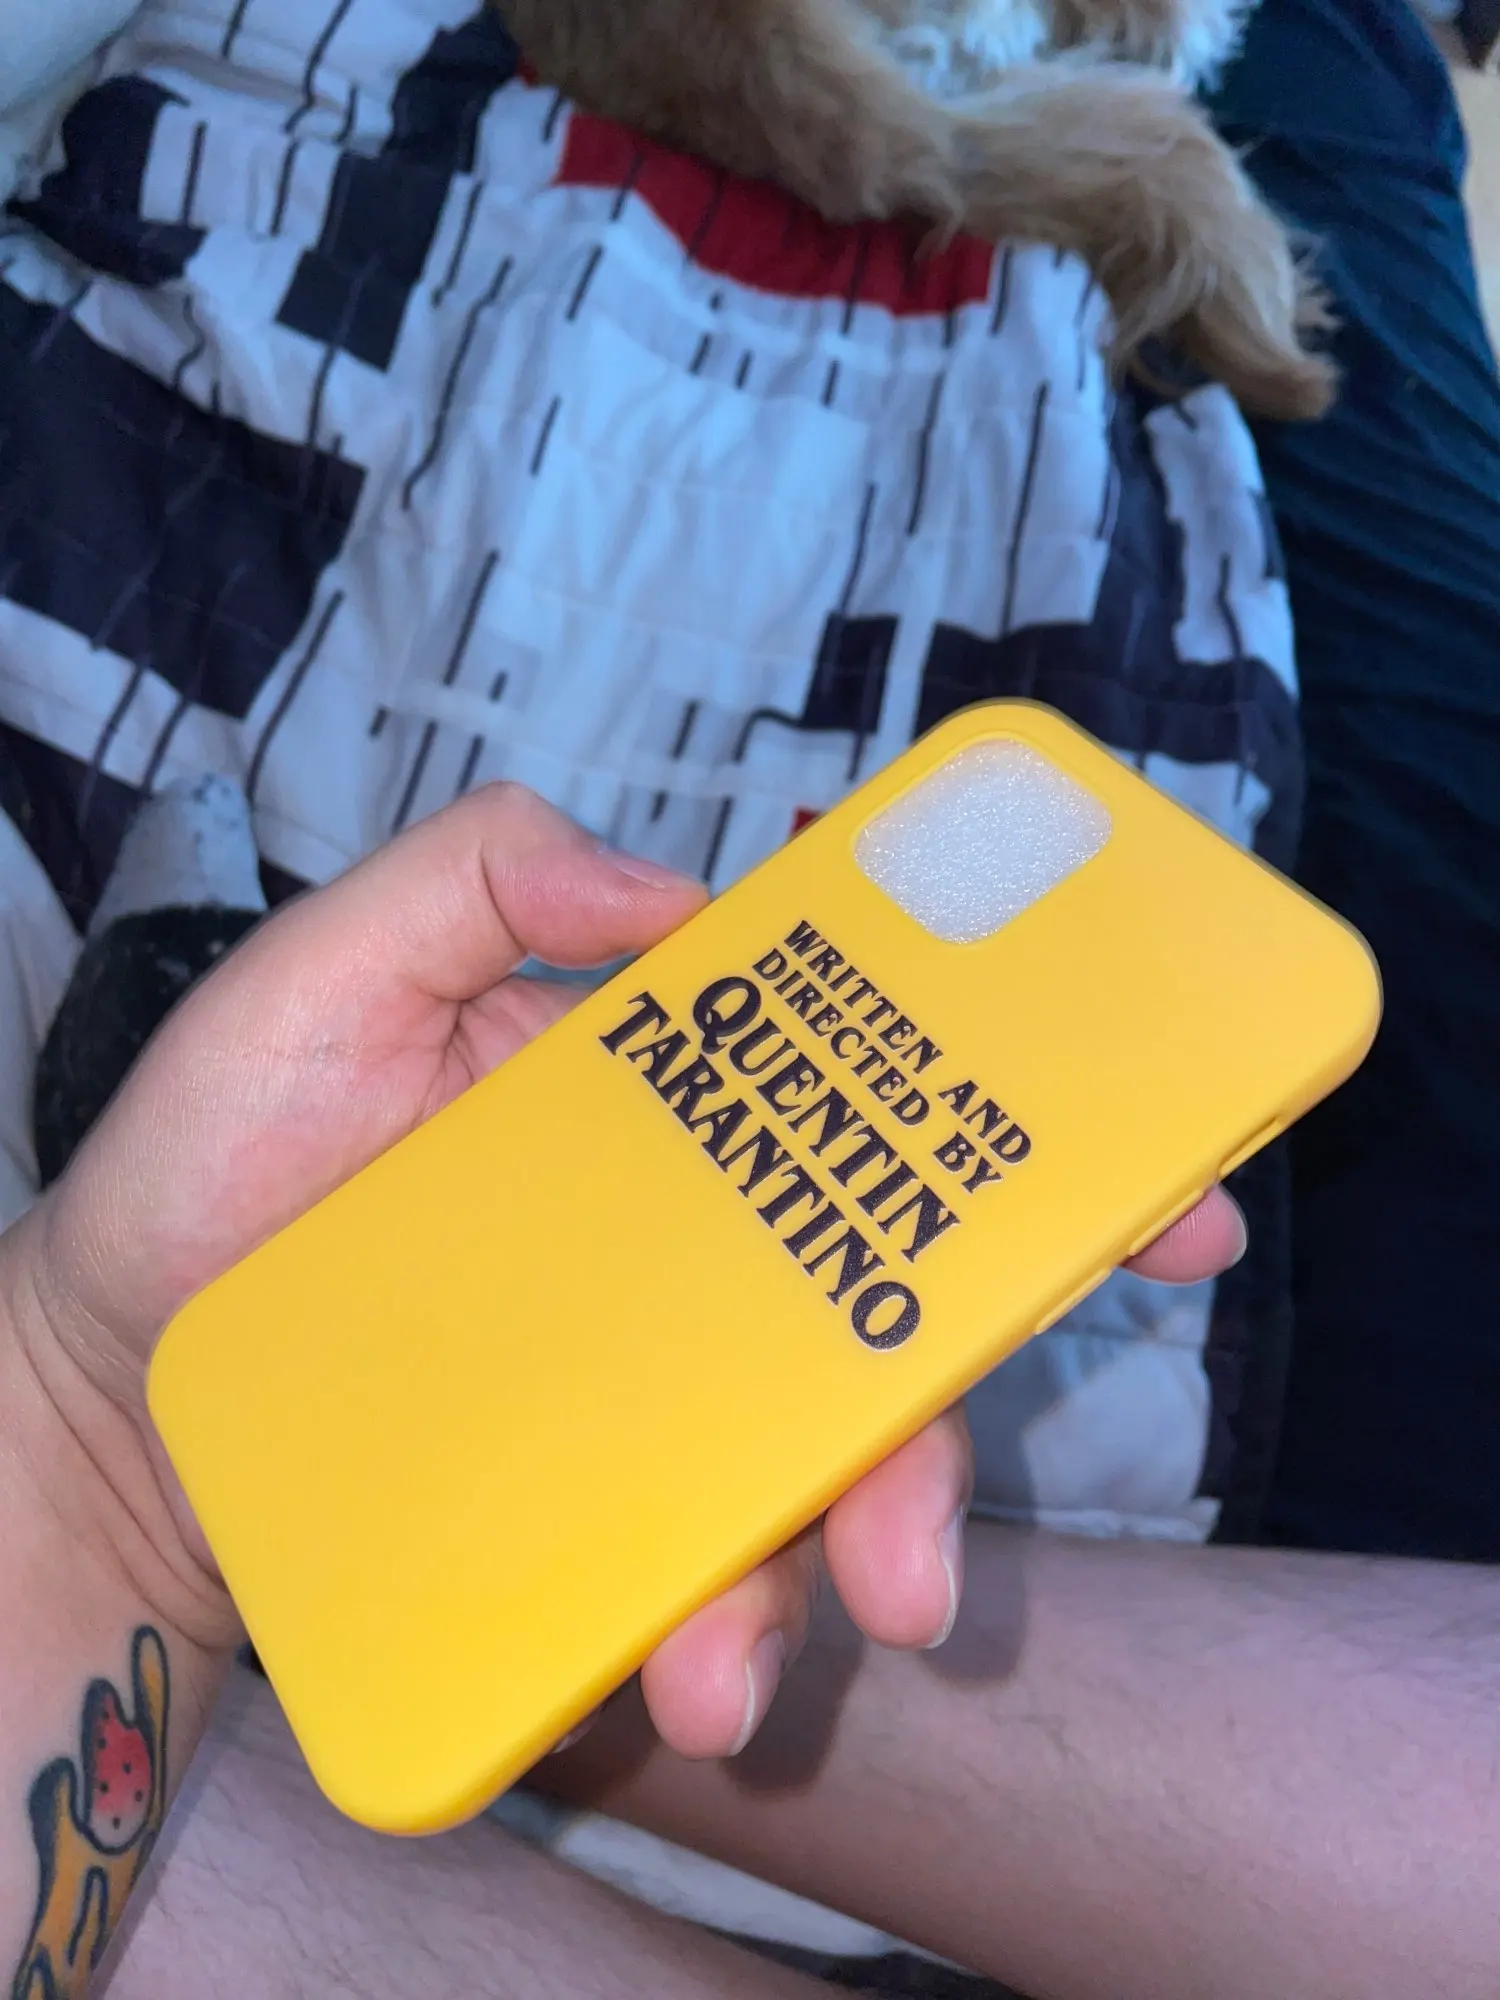 WRITTEN AND
DIRECTED BY
QUENTIN
TARANTINO